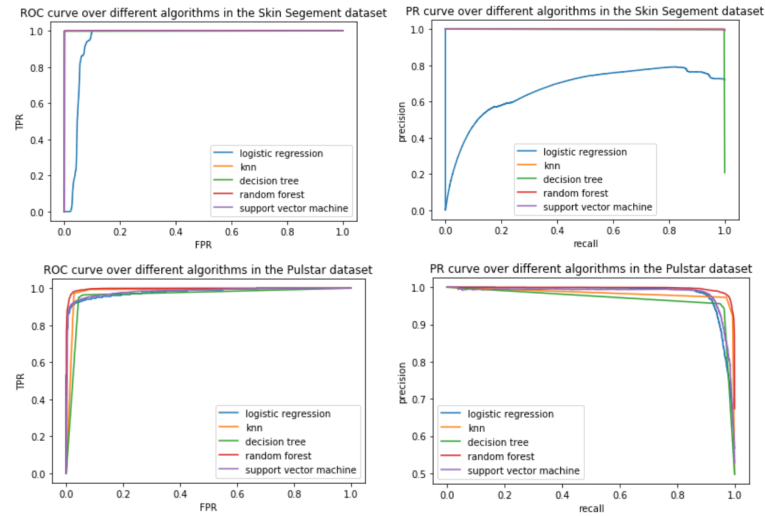 ROC curve over different algorithms in the Skin Segement dataset
1.0
0.8
0.6
0.4
0.2
0.0
TPR
logistic regression
knn
decision tree
random forest
support vector machine
0.0 0.2 0.4 0.6 0.8 1.0
FPR
PR curve over different algorithms in the Skin Segement dataset
1.0
0.8
0.6
0.4
0.2
0.0
precision
logistic regression
knn
decision tree
random forest
support vector machine
0.0 0.2 0.4 0.6 0.8 1.0
recall
ROC curve over different algorithms in the Pulstar dataset
1.0
0.8
0.6
0.4
0.2
0.0
TPR
logistic regression
knn
decision tree
random forest
support vector machine
0.0 0.2 0.4 0.6 0.8 1.0
FPR
PR curve over different algorithms in the Pulstar dataset
1.0
0.9
0.8
0.7
0.6
0.5
precision
logistic regression
knn
decision tree
random forest
support vector machine
0.0 0.2 0.4 0.6 0.8 1.0
recall